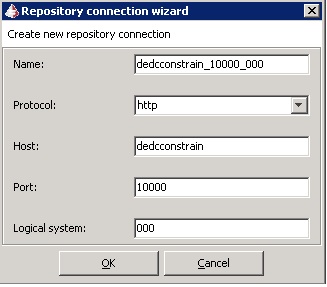 Repository connection wizard
Create new repository connection
Name: dedcconstrain_10000_000
Protocol: http
Host: dedcconstrain
Port: 10000
Logical system: 000
OK Cancel